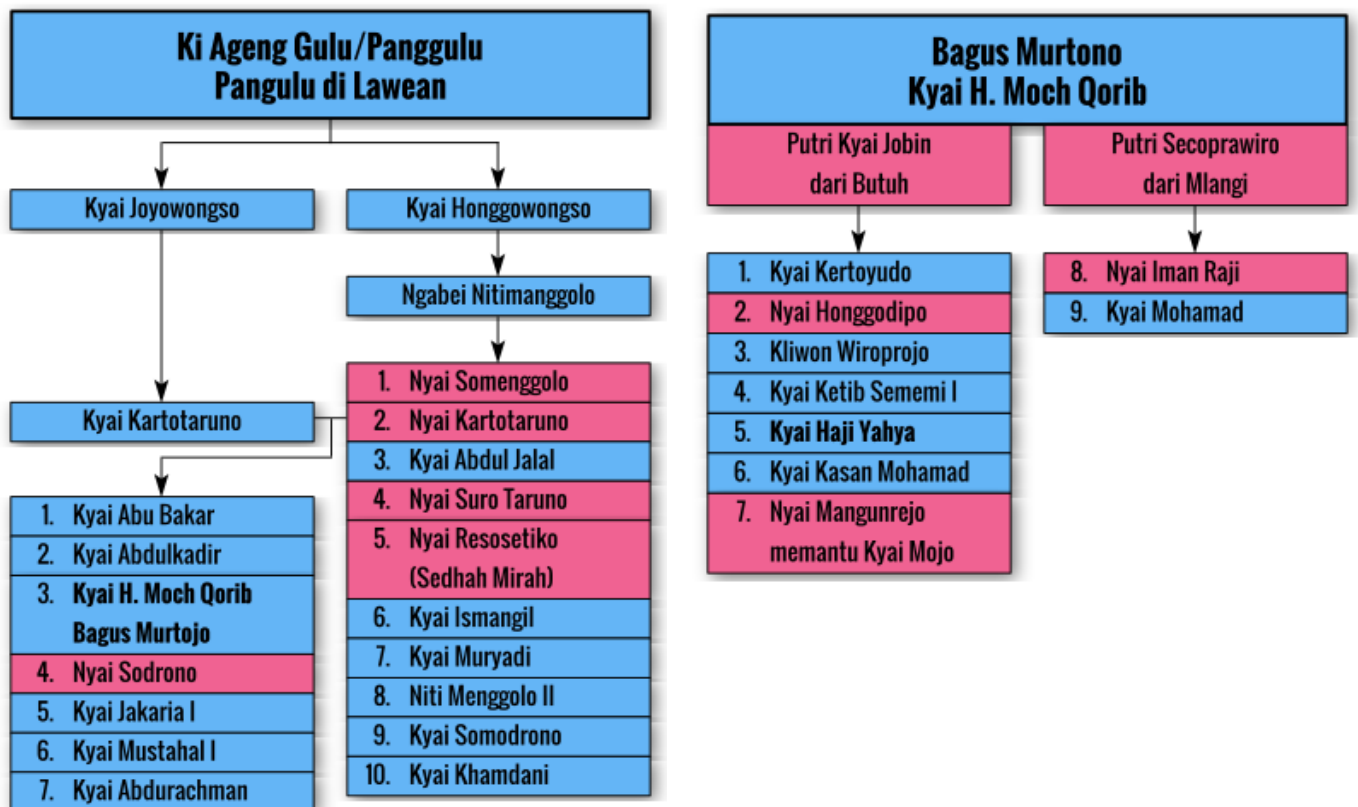 Ki Ageng Gulu/Panggulu
Pangulu di Lawean
Kyai Joyowongso
Kyai Honggowongso
Ngabei Nitimanggolo
Kyai Kartotaruno
1. Nyai Somenggolo
2. Nyai Kartotaruno
3. Kyai Abdul Jalal
4. Nyai Suro Taruno
5. Nyai Resosetiko
(Sedhah Mirah)
6. Kyai Ismangil
7. Kyai Muryadi
8. Niti Menggolo II
9. Kyai Somodrono
10. Kyai Khamdani
1. Kyai Abu Bakar
2. Kyai Abdulkadir
3. Kyai H. Moch Qorib
Bagus Murtojo
4. Nyai Sodrono
5. Kyai Jakaria I
6. Kyai Mustahal I
7. Kyai Abdurachman
Bagus Murtono
Kyai H. Moch Qorib
Putri Kyai Jobin
dari Butuh
Putri Secoprawiro
dari Mlangi
1. Kyai Kertoyudo
2. Nyai Honggodipo
3. Kliwon Wiroprojo
4. Kyai Ketib Sememi I
5. Kyai Haji Yahya
6. Kyai Kasan Mohamad
7. Nyai Mangunrejo
memantu Kyai Mojo
8. Nyai Iman Raji
9. Kyai Mohamad